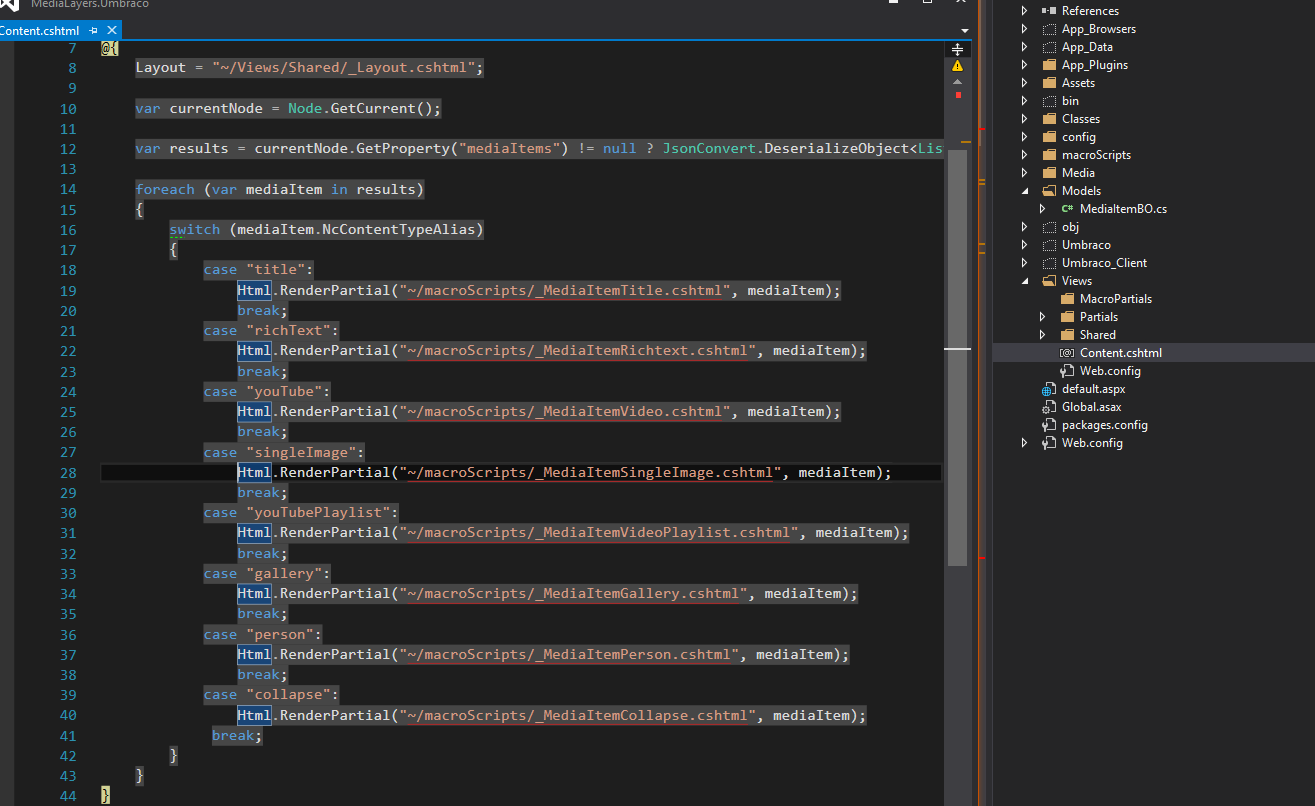 MediaLayers.Umbraco
Content.cshtml
7 @{
8 Layout = "~/Views/Shared/_Layout.cshtml";
9
10 var currentNode = Node.GetCurrent();
11
12 var results = currentNode.GetProperty("mediaItems") != null ? JsonConvert.DeserializeObject<Lis
13
14 foreach (var mediaItem in results)
15 {
16 switch (mediaItem.NcContentTypeAlias)
17 {
18 case "title":
19 Html.RenderPartial("~/macroScripts/_MediaItemTitle.cshtml", mediaItem);
20 break;
21 case "richText":
22 Html.RenderPartial("~/macroScripts/_MediaItemRichtext.cshtml", mediaItem);
23 break;
24 case "youTube":
25 Html.RenderPartial("~/macroScripts/_MediaItemVideo.cshtml", mediaItem);
26 break;
27 case "singleImage":
28 Html.RenderPartial("~/macroScripts/_MediaItemSingleImage.cshtml", mediaItem);
29 break;
30 case "youTubePlaylist":
31 Html.RenderPartial("~/macroScripts/_MediaItemVideoPlaylist.cshtml", mediaItem);
32 break;
33 case "gallery":
34 Html.RenderPartial("~/macroScripts/_MediaItemGallery.cshtml", mediaItem);
35 break;
36 case "person":
37 Html.RenderPartial("~/macroScripts/_MediaItemPerson.cshtml", mediaItem);
38 break;
39 case "collapse":
40 Html.RenderPartial("~/macroScripts/_MediaItemCollapse.cshtml", mediaItem);
41 break;
42 }
43 }
44 }
References
App_Browsers
App_Data
App_Plugins
Assets
bin
Classes
config
macroScripts
Media
Models
C# MediaItemBO.cs
obj
Umbraco
Umbraco_Client
Views
MacroPartials
Partials
Shared
[@] Content.cshtml
Web.config
default.aspx
Global.asax
packages.config
Web.config